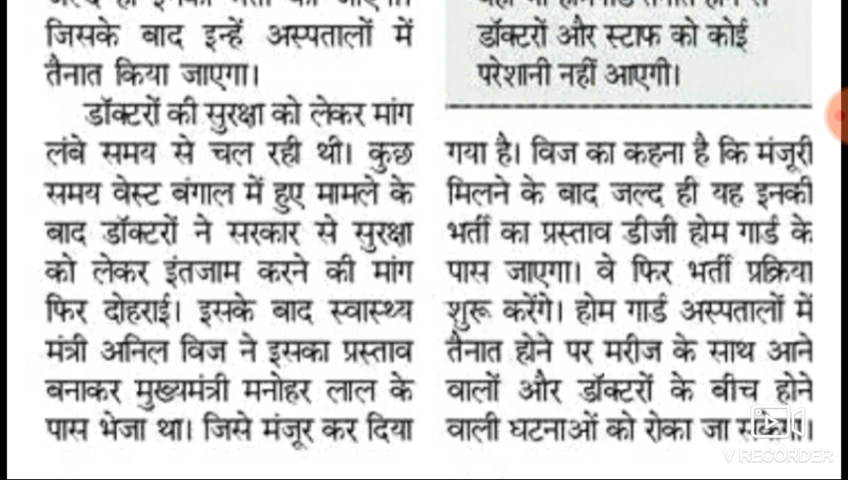 जिसके बाद इन्हें अस्पतालों में
तैनात किया जाएगा।
डॉक्टरों की सुरक्षा को लेकर मांग
लंबे समय से चल रही थी। कुछ
समय वेस्ट बंगाल में हुए मामले के
बाद डॉक्टरों ने सरकार से सुरक्षा
को लेकर इंतजाम करने की मांग
फिर दोहराई। इसके बाद स्वास्थ्य
मंत्री अनिल विज ने इसका प्रस्ताव
बनाकर मुख्यमंत्री मनोहर लाल के
पास भेजा था। जिसे मंजूर कर दिया
डॉक्टरों और स्टाफ को कोई
परेशानी नहीं आएगी।
गया है। विज का कहना है कि मंजूरी
मिलने के बाद जल्द ही यह इनकी
भर्ती का प्रस्ताव डीजी होम गार्ड के
पास जाएगा। वे फिर भर्ती प्रक्रिया
शुरू करेंगे। होम गार्ड अस्पतालों में
तैनात होने पर मरीज के साथ आने
वालों और डॉक्टरों के बीच होने
वाली घटनाओं को रोका जा
V RECORDER